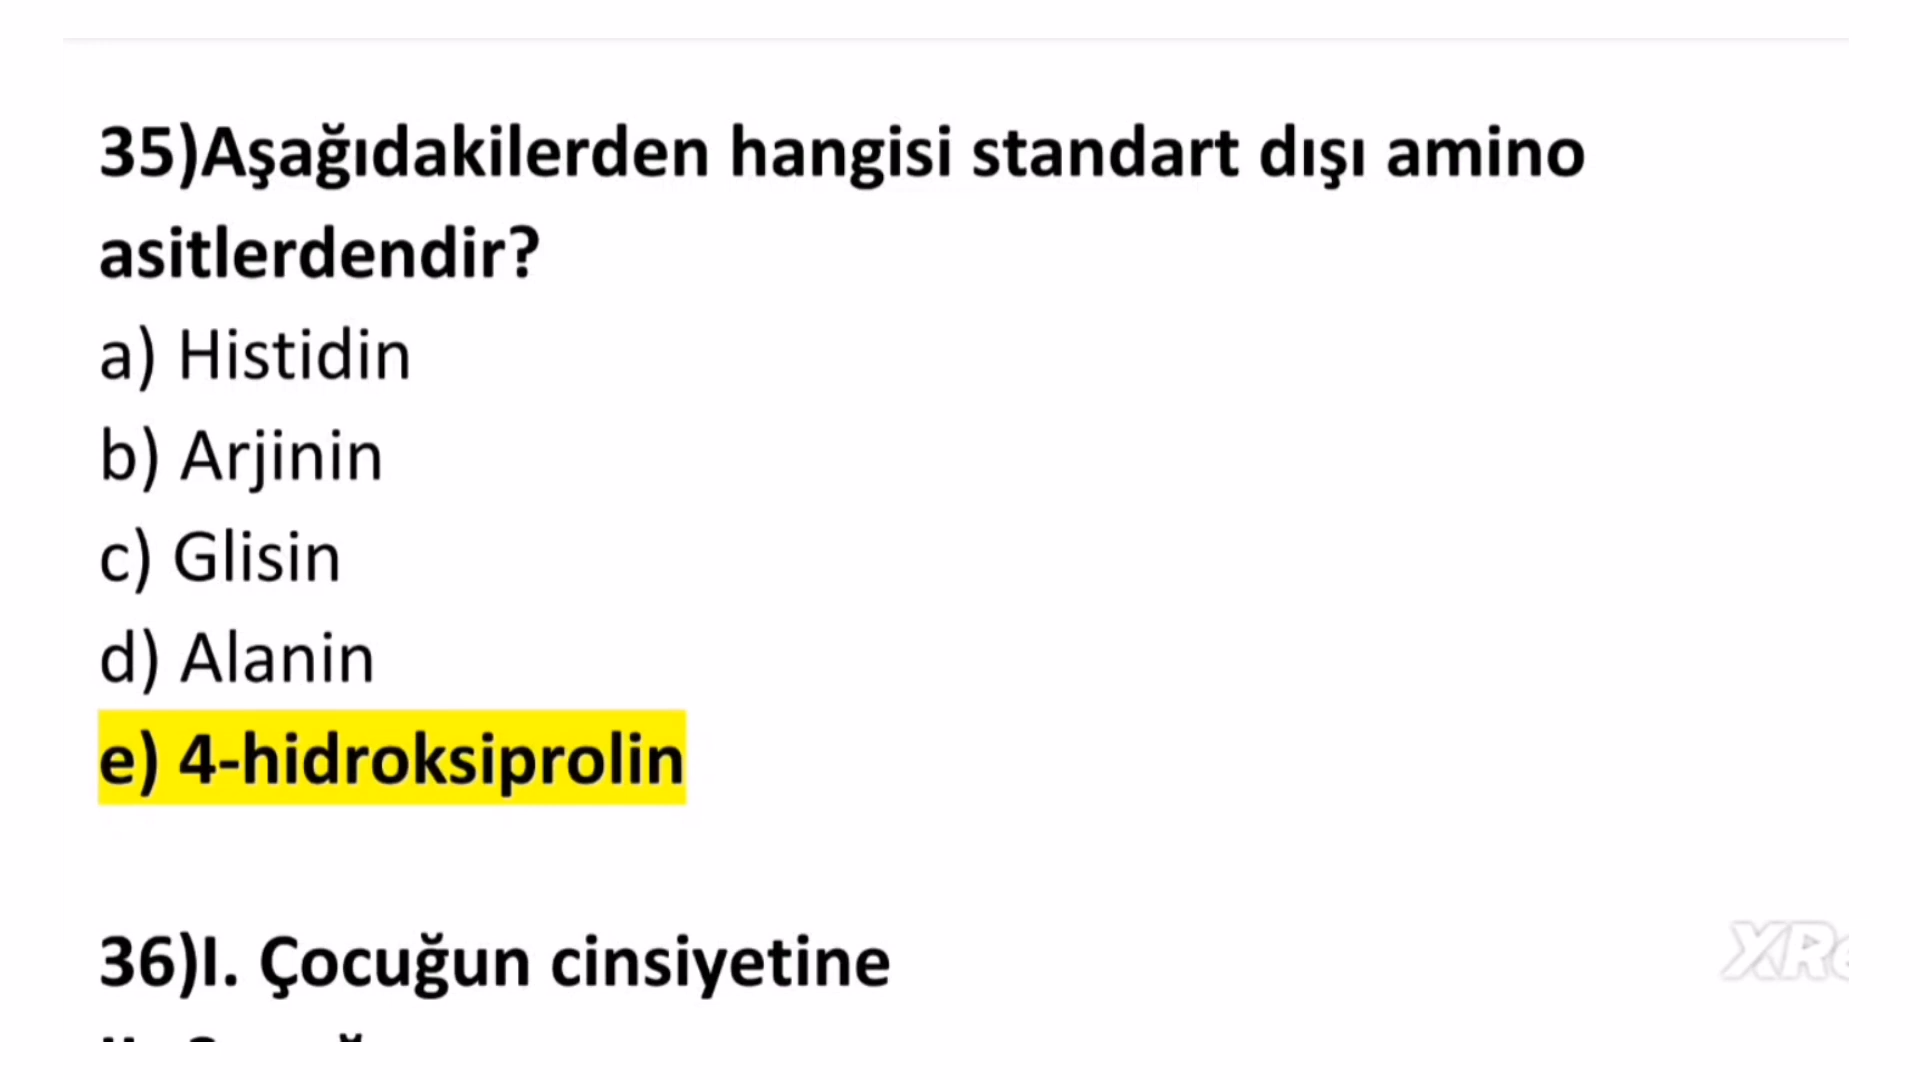 35)Aşağıdakilerden hangisi standart dışı amino
asitlerdendir?
a) Histidin
b) Arjinin
c) Glisin
d) Alanin
e) 4-hidroksiprolin
36)I. Çocuğun cinsiyetine